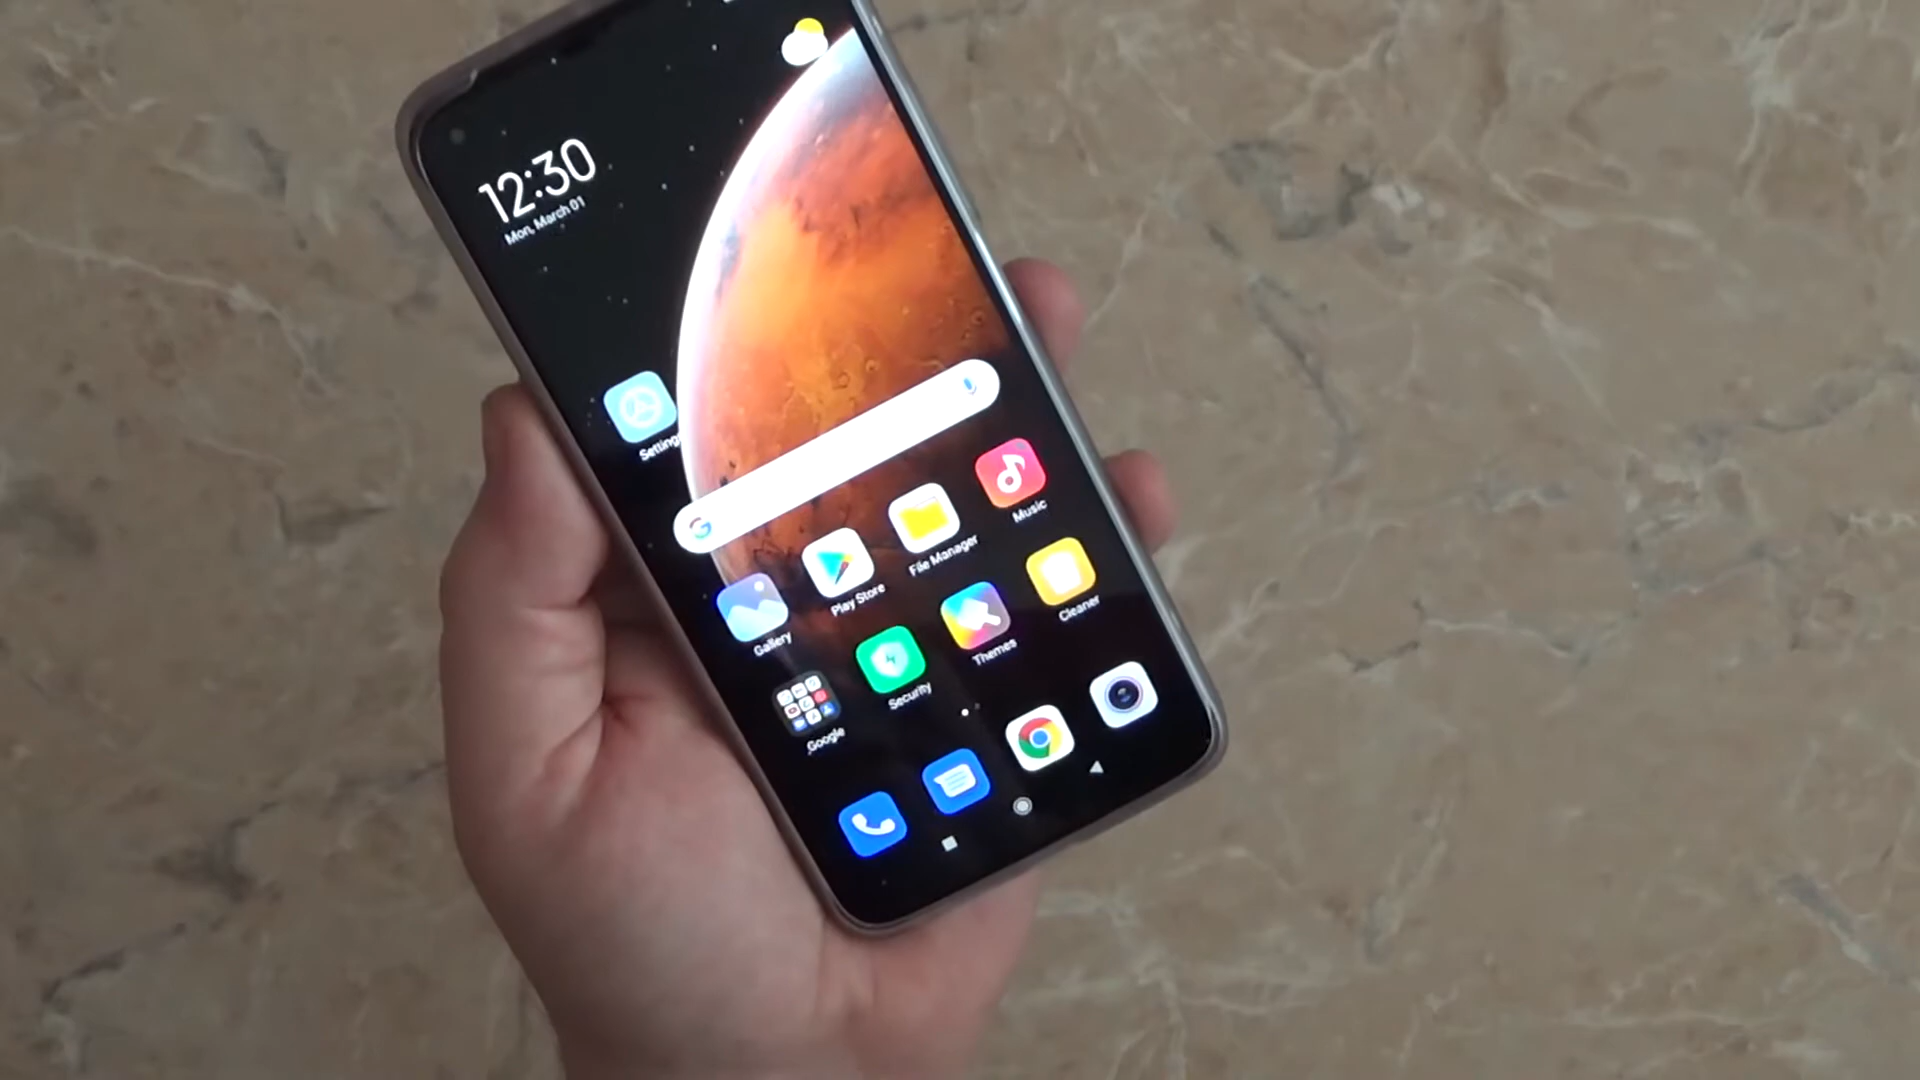 12:30
Mon, March 01
Setting
Music
File Manager
Play Store
Gallery
Cleaner
Themes
Security
Google